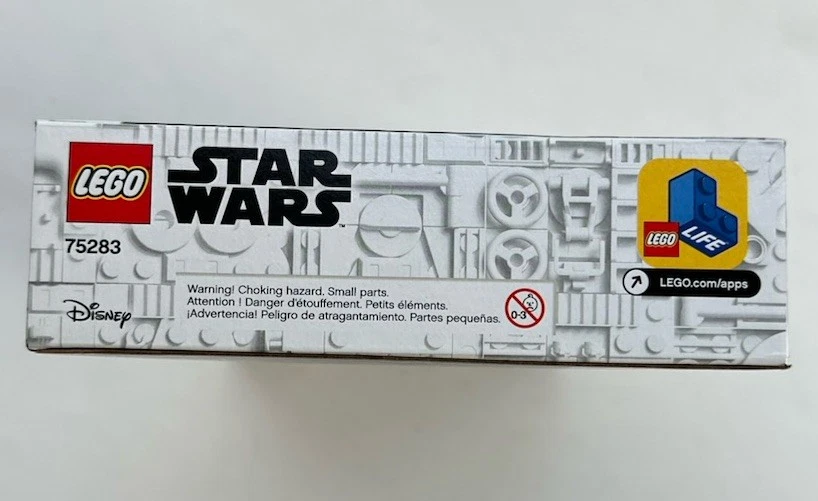 LEGO
STAR
WARS™
75283
Disney
Warning! Choking hazard. Small parts.
Attention ! Danger d'étouffement. Petits éléments.
¡Advertencia! Peligro de atragantamiento. Partes pequeñas.
0-3
LEGO
LIFE
LEGO.com/apps